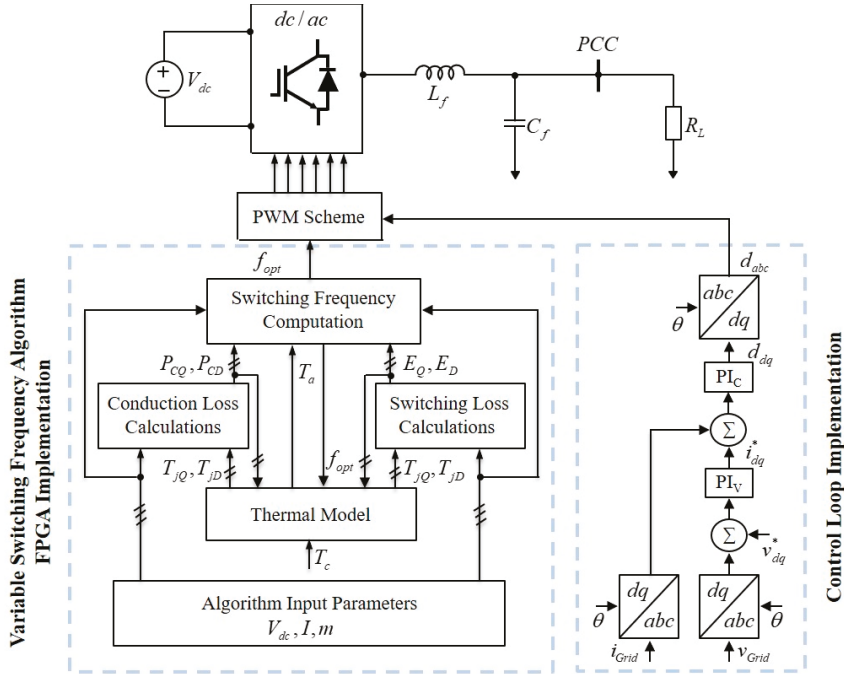 dc / ac
V_dc
L_f
C_f
PCC
R_L
PWM Scheme
Variable Switching Frequency Algorithm
FPGA Implementation
f_opt
Switching Frequency
Computation
P_CQ, P_CD
T_a
E_Q, E_D
Conduction Loss
Calculations
Switching Loss
Calculations
T_jQ, T_jD
f_opt
T_jQ, T_jD
Thermal Model
T_c
Algorithm Input Parameters
V_dc, I, m
d_abc
abc
dq
θ
d_dq
PI_C
Σ
i*_dq
PI_V
Σ
v*_dq
dq
abc
θ
i_Grid
dq
abc
θ
v_Grid
Control Loop Implementation